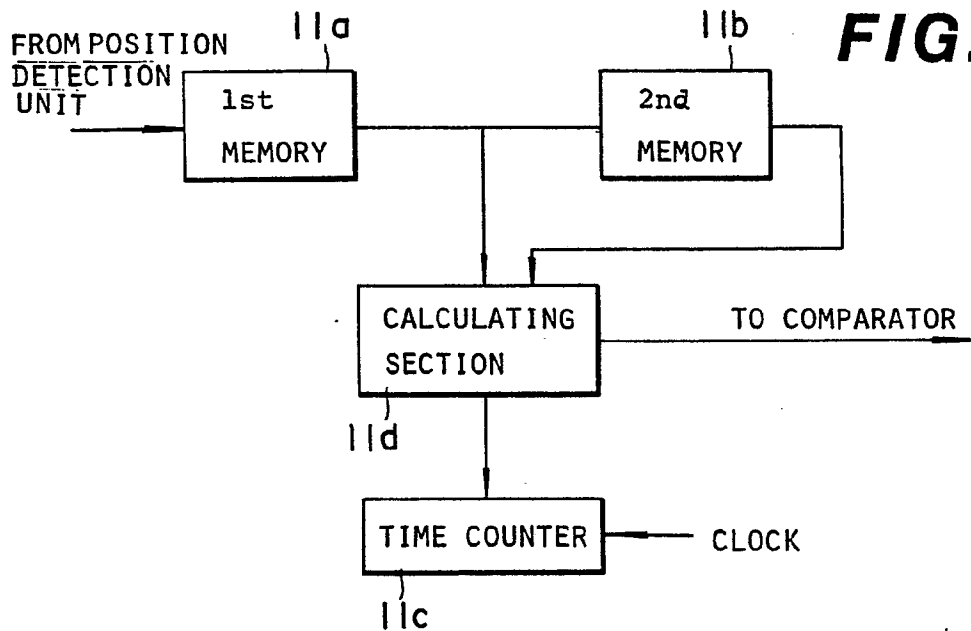 11a
11b
FIG.
FROM POSITION
DETECTION
UNIT
1st
MEMORY
2nd
MEMORY
CALCULATING
SECTION
TO COMPARATOR
11d
TIME COUNTER
CLOCK
11c